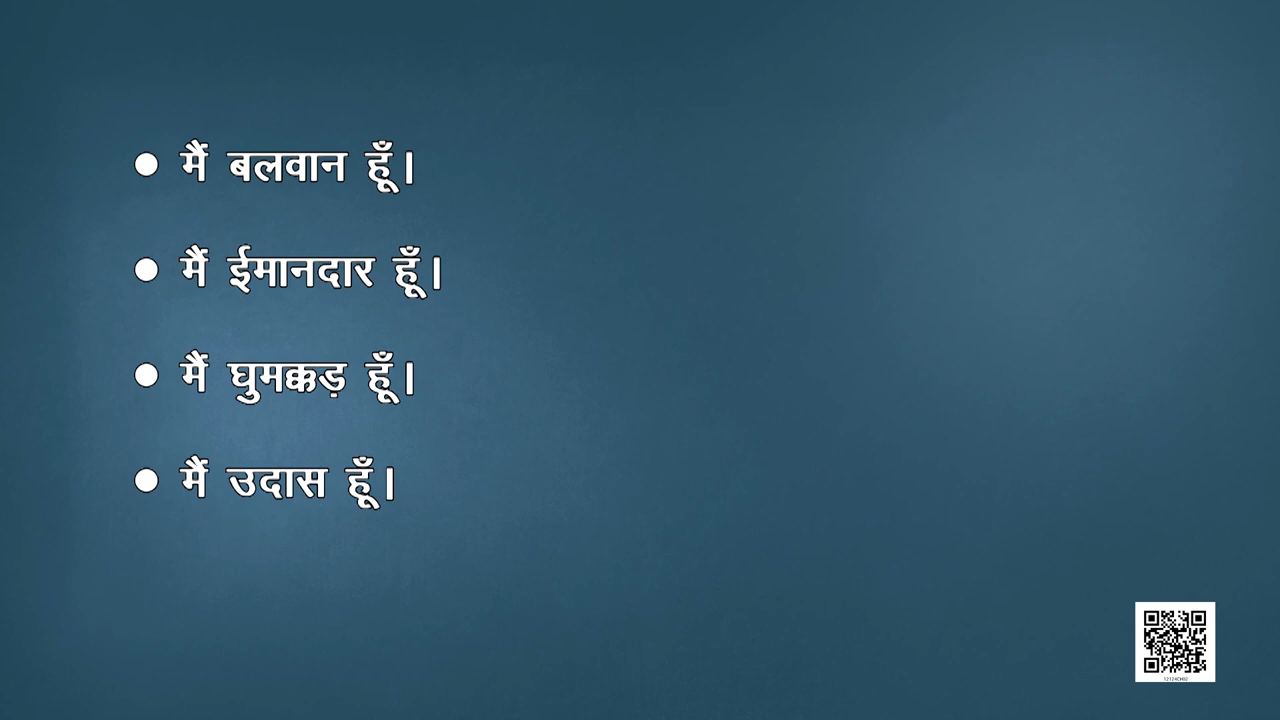 ● मैं बलवान हूँ।
● मैं ईमानदार हूँ।
● मैं घुमक्कड़ हूँ।
● मैं उदास हूँ।